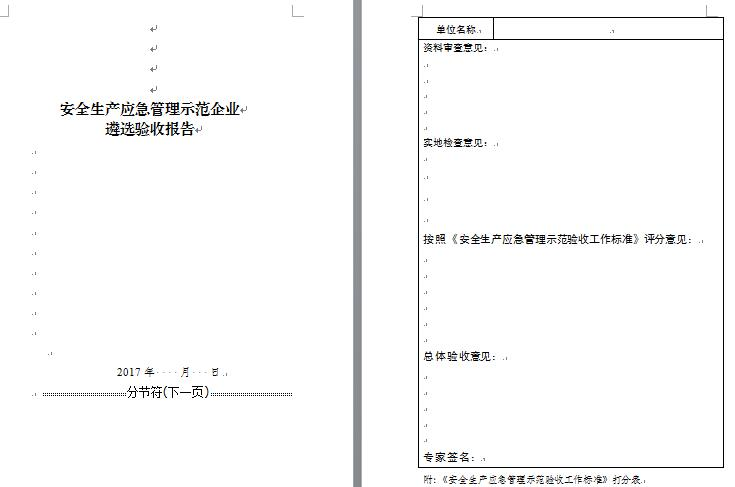 安全生产应急管理示范企业
遴选验收报告
2017 年 月 日
分节符(下一页)
单位名称
资料审查意见：
实地检查意见：
按照《安全生产应急管理示范验收工作标准》评分意见：
总体验收意见：
专家签名：
附：《安全生产应急管理示范验收工作标准》打分表